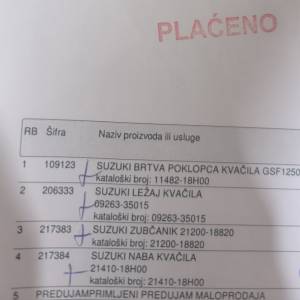 PLAĆENO
RB Šifra Naziv proizvoda ili usluge
1 109123 SUZUKI BRTVA POKLOPCA KVAČILA GSF1250
kataloški broj: 11482-18H00
2 206333 SUZUKI LEŽAJ KVAČILA
09263-35015
kataloški broj: 09263-35015
3 217383 SUZUKI ZUBČANIK 21200-18820
kataloški broj: 21200-18820
4 217384 SUZUKI NABA KVAČILA
21410-18H00
kataloški broj: 21410-18H00
5 PREDUJAMPRIMLJENI PREDUJAM MALOPRODAJA